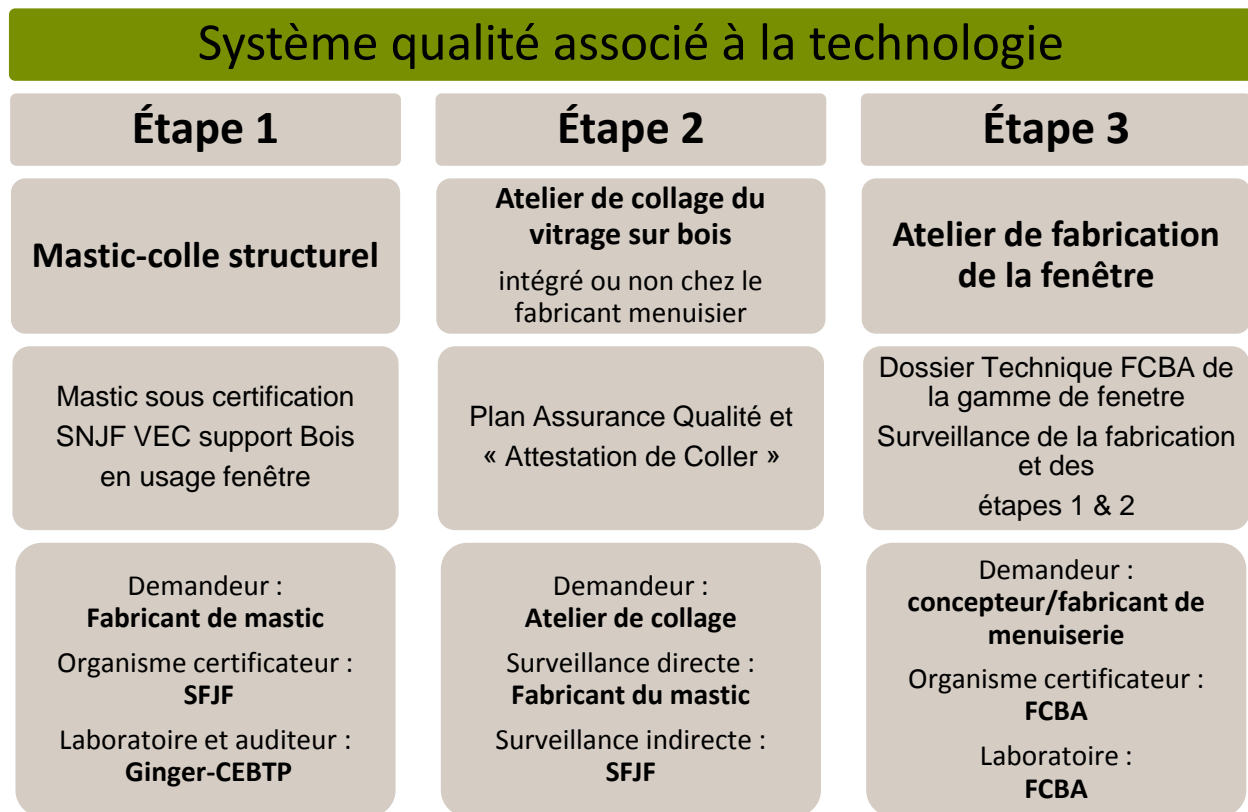 Système qualité associé à la technologie
Étape 1
Mastic-colle structurel
Mastic sous certification
SNJF VEC support Bois
en usage fenêtre
Demandeur :
Fabricant de mastic
Organisme certificateur :
SFJF
Laboratoire et auditeur :
Ginger-CEBTP
Étape 2
Atelier de collage du
vitrage sur bois
intégré ou non chez le
fabricant menuisier
Plan Assurance Qualité et
« Attestation de Coller »
Demandeur :
Atelier de collage
Surveillance directe :
Fabricant du mastic
Surveillance indirecte :
SFJF
Étape 3
Atelier de fabrication
de la fenêtre
Dossier Technique FCBA de
la gamme de fenetre
Surveillance de la fabrication
et des
étapes 1 & 2
Demandeur :
concepteur/fabricant de
menuiserie
Organisme certificateur :
FCBA
Laboratoire :
FCBA